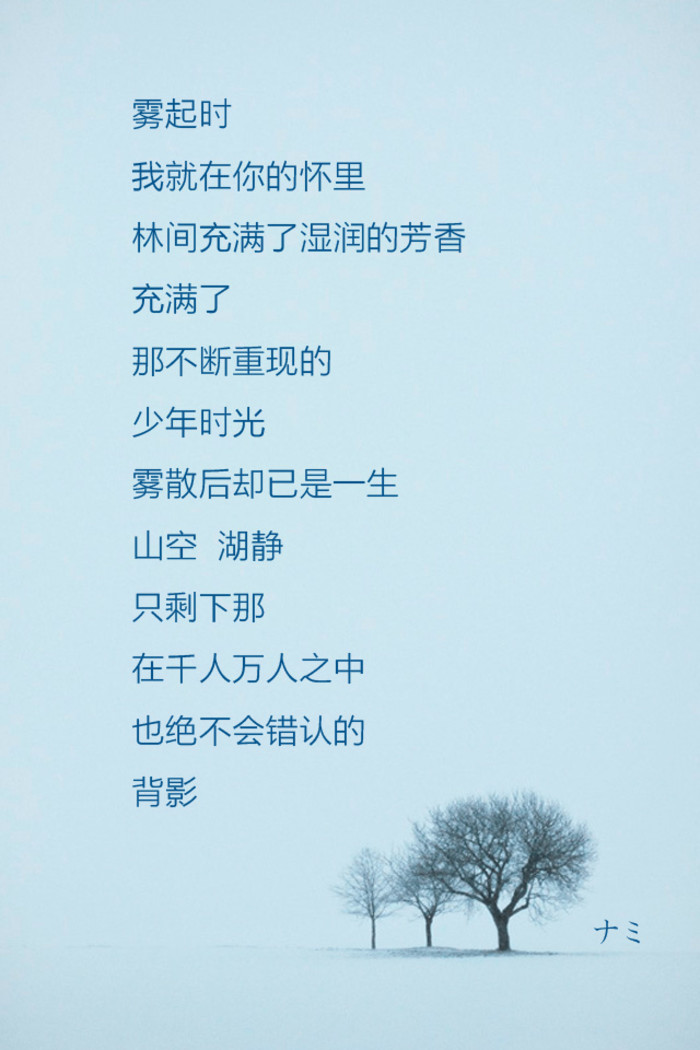 雾起时
我就在你的怀里
林间充满了湿润的芳香
充满了
那不断重现的
少年时光
雾散后却已是一生
山空 湖静
只剩下那
在千人万人之中
也绝不会错认的
背影
ナミ